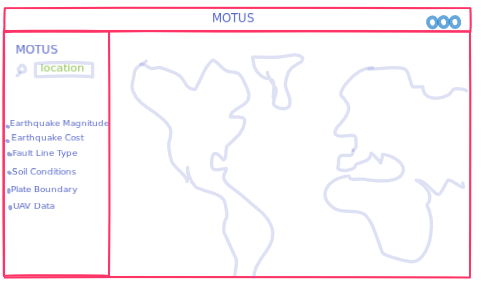 MOTUS
MOTUS
location
Earthquake Magnitude
Earthquake Cost
Fault Line Type
Soil Conditions
Plate Boundary
UAV Data